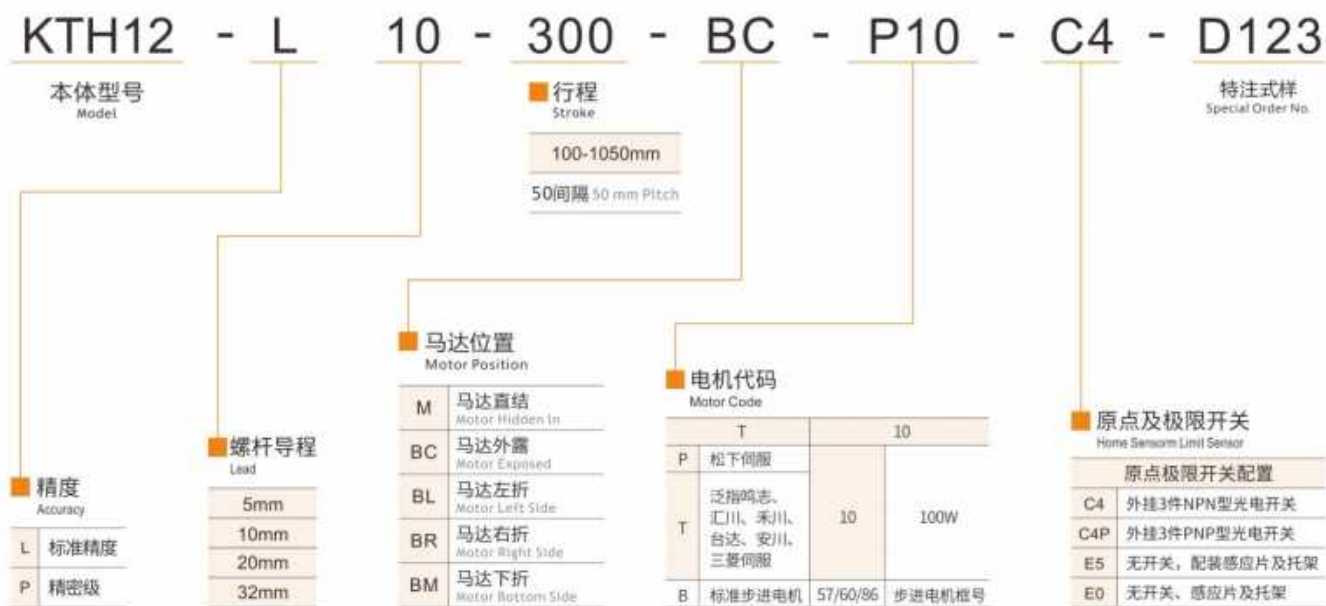 KTH12 - L 10 - 300 - BC - P10 - C4 - D123
本体型号
Model
行程
Stroke
100-1050mm
50间隔 50 mm Pitch
特注式样
Special Order No.
精度
Accuracy
L 标准精度
P 精密级
螺杆导程
Lead
5mm
10mm
20mm
32mm
马达位置
Motor Position
M 马达直结
Motor Hidden In
BC 马达外露
Motor Exposed
BL 马达左折
Motor Left Side
BR 马达右折
Motor Right Side
BM 马达下折
Motor Bottom Side
电机代码
Motor Code
T 10
P 松下伺服
T 泛指鸣志、
汇川、禾川、
台达、安川、
三菱伺服
10 100W
B 标准步进电机 57/60/86 步进电机框号
原点及极限开关
Home Sensorm Limit Sensor
原点极限开关配置
C4 外挂3件NPN型光电开关
C4P 外挂3件PNP型光电开关
E5 无开关，配装感应片及托架
E0 无开关、感应片及托架